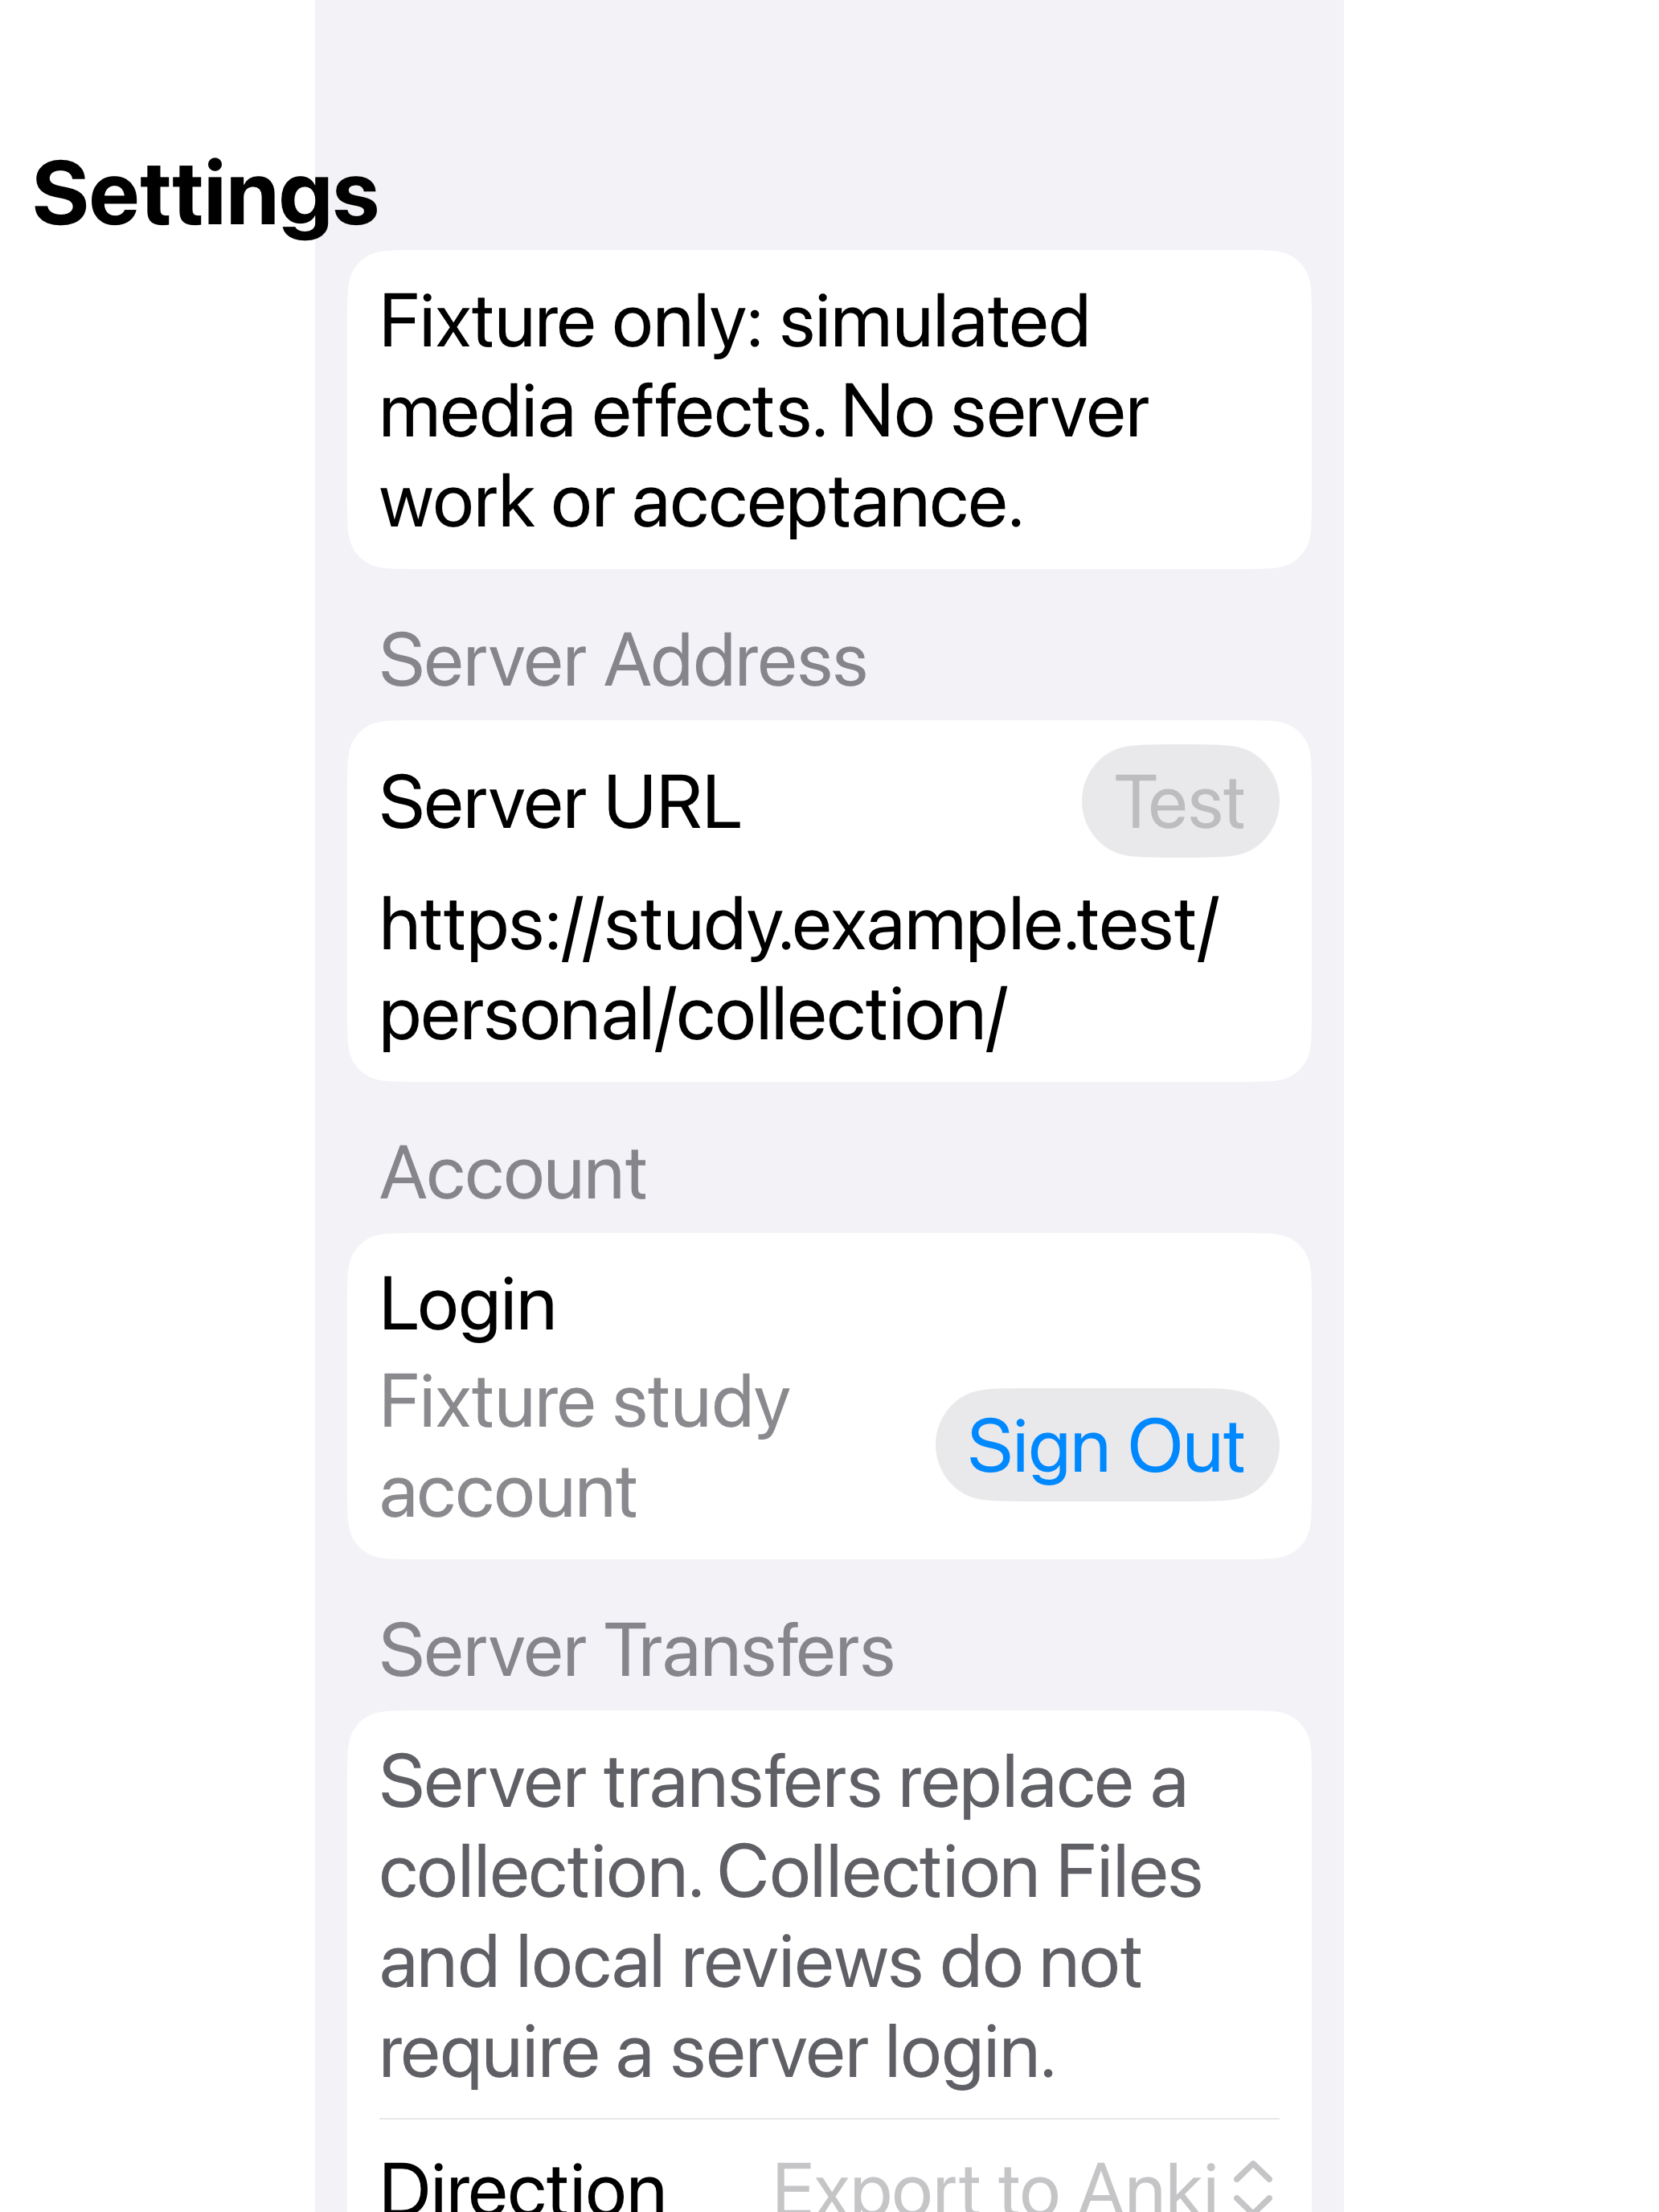 Settings
Fixture only: simulated
media effects. No server
work or acceptance.
Server Address
Server URL
Test
https://study.example.test/
personal/collection/
Account
Login
Fixture study
account
Sign Out
Server Transfers
Server transfers replace a
collection. Collection Files
and local reviews do not
require a server login.
Direction
Export to Anki